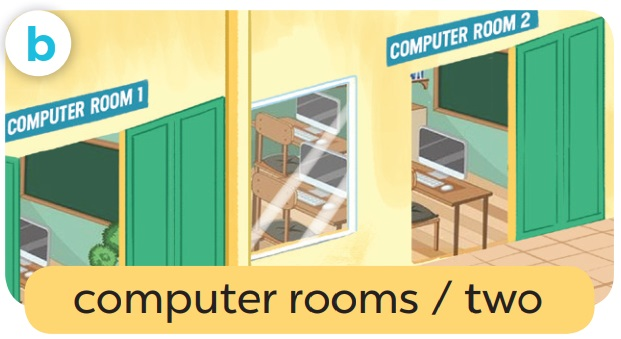 b
COMPUTER ROOM 1
COMPUTER ROOM 2
computer rooms / two